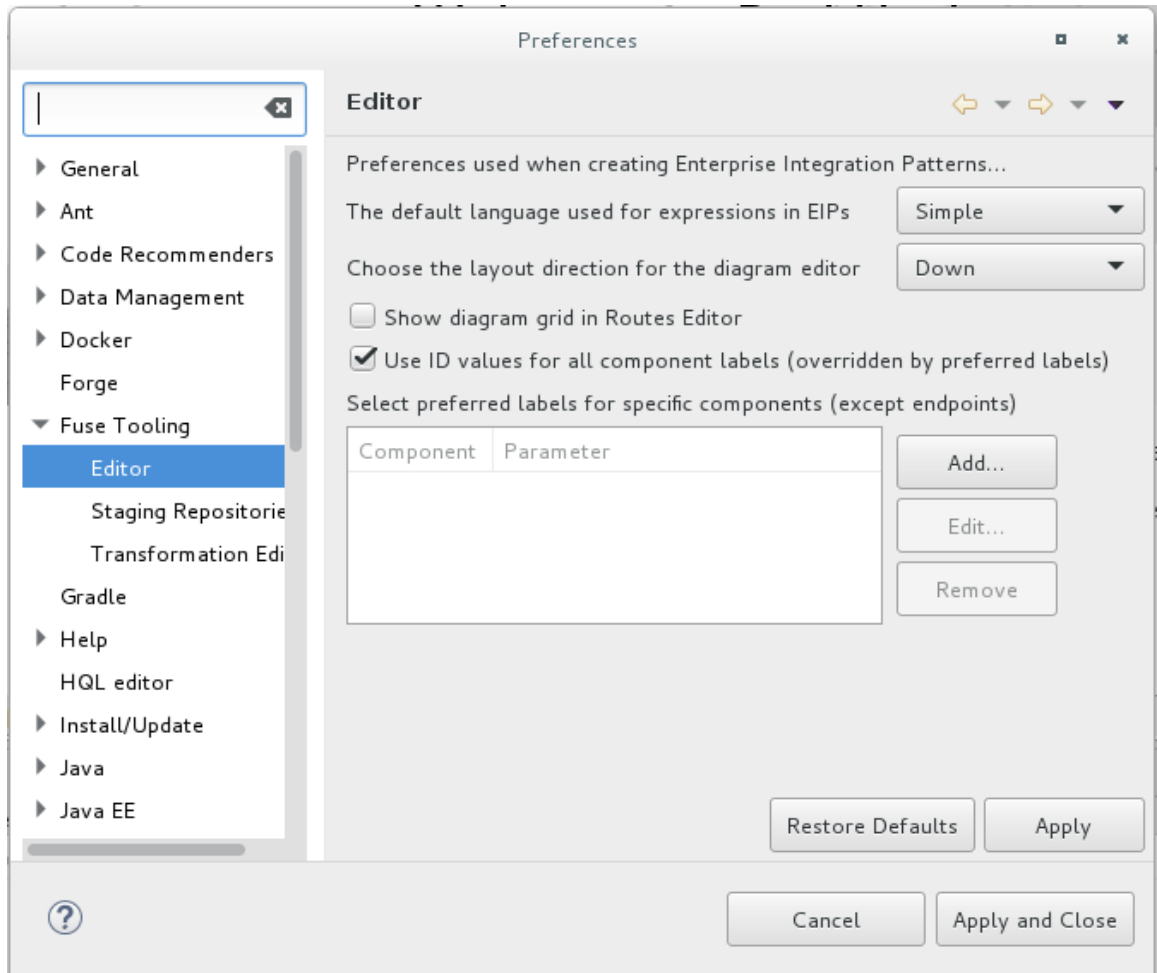 Preferences
Editor
General
Ant
Code Recommenders
Data Management
Docker
Forge
Fuse Tooling
Editor
Staging Repositorie
Transformation Edi
Gradle
Help
HQL editor
Install/Update
Java
Java EE
Preferences used when creating Enterprise Integration Patterns...
The default language used for expressions in EIPs Simple
Choose the layout direction for the diagram editor Down
Show diagram grid in Routes Editor
Use ID values for all component labels (overridden by preferred labels)
Select preferred labels for specific components (except endpoints)
Component Parameter
Add...
Edit...
Remove
Restore Defaults Apply
Cancel Apply and Close